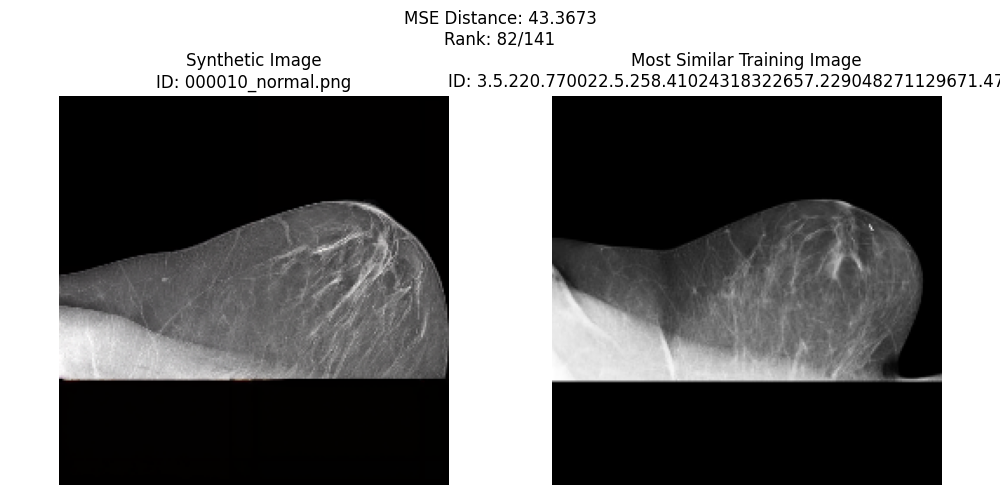 MSE Distance: 43.3673
Rank: 82/141
Synthetic Image
ID: 000010_normal.png
Most Similar Training Image
ID: 3.5.220.770022.5.258.41024318322657.229048271129671.47